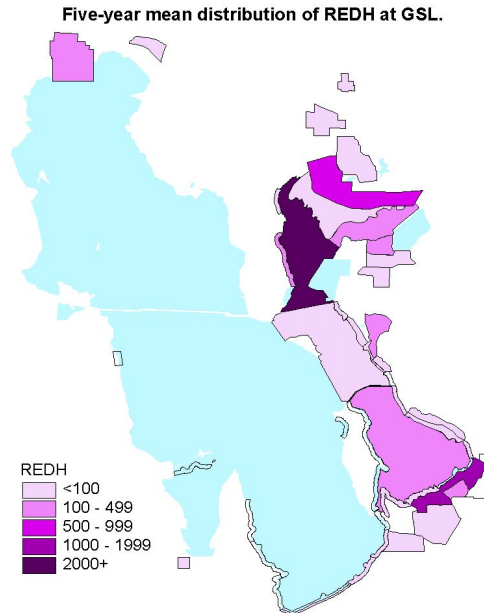 Five-year mean distribution of REDH at GSL.
REDH
<100
100 - 499
500 - 999
1000 - 1999
2000+